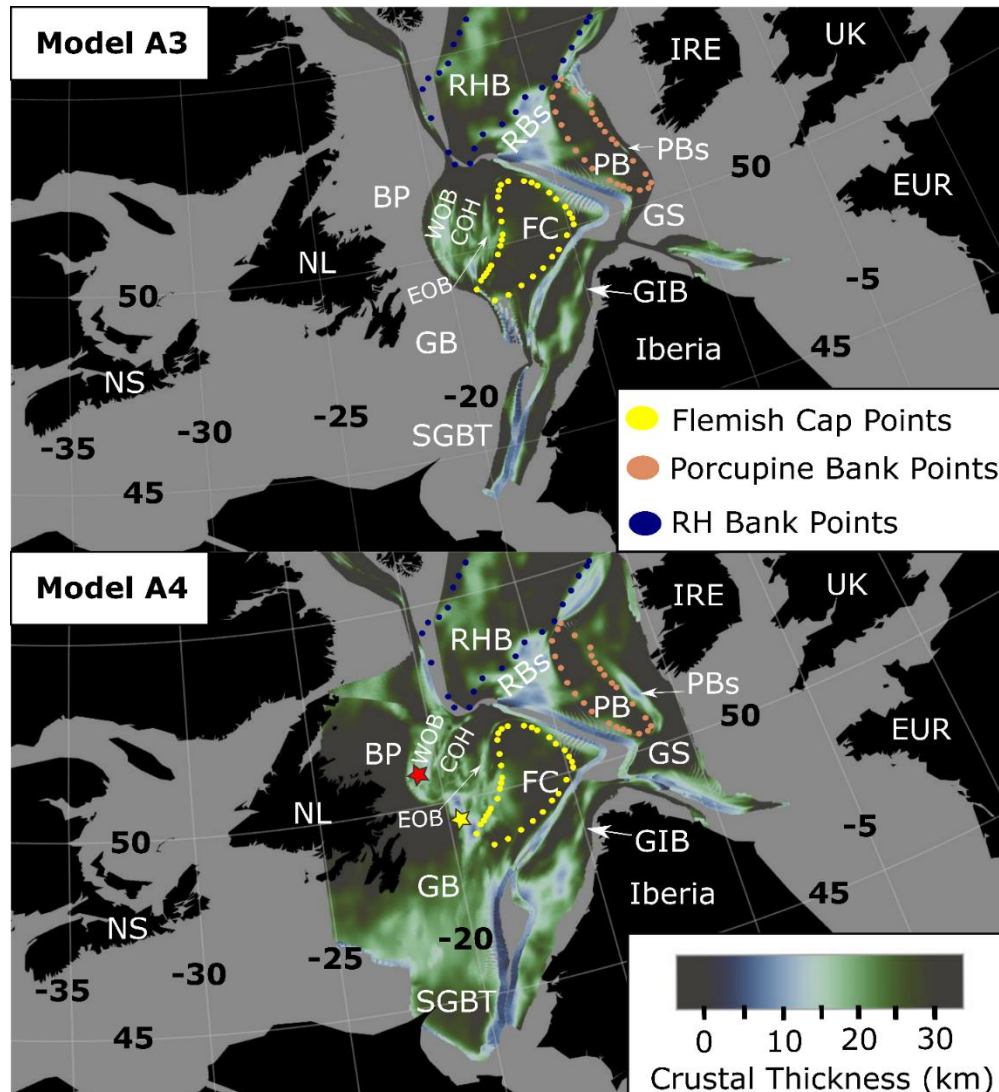 Model A3
IRE
UK
RHB
RBs
PBs
PB
50
BP
WOB
COH
FC
GS
EUR
NL
EOB
GIB
-5
50
GB
Iberia
45
NS
-20
-25
SGBT
-30
-35
45
Flemish Cap Points
Porcupine Bank Points
RH Bank Points
Model A4
IRE
UK
RHB
RBs
PBs
PB
50
BP
WOB
COH
FC
GS
EUR
NL
EOB
GIB
-5
50
GB
Iberia
45
NS
-20
-25
-30
-35
SGBT
45
0 10 20 30
Crustal Thickness (km)